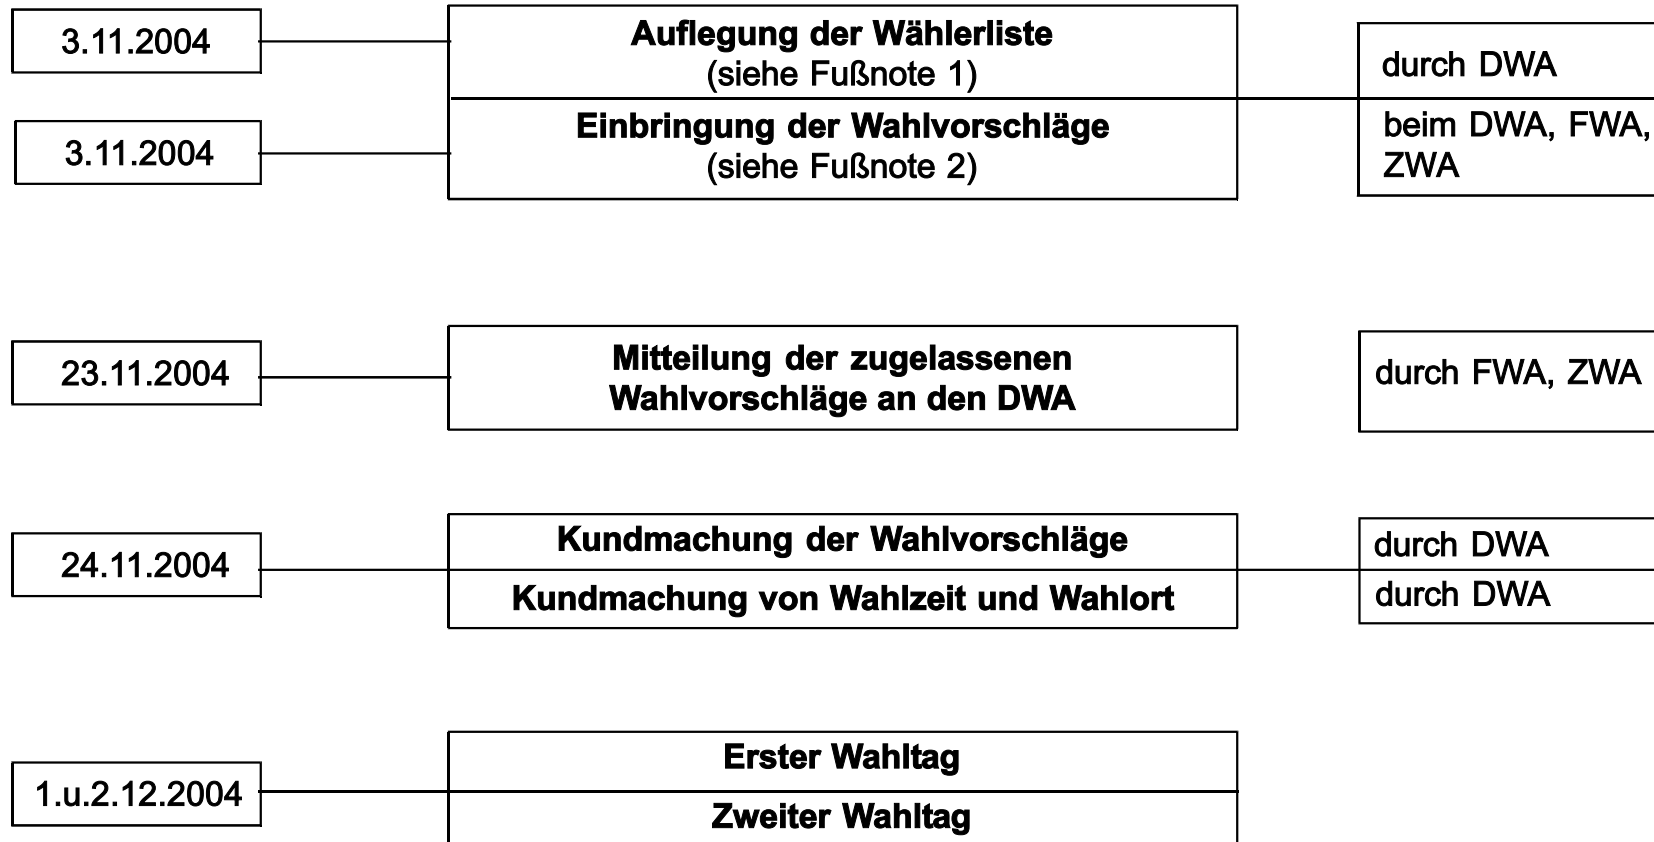 3.11.2004
Auflegung der Wählerliste
(siehe Fußnote 1)
durch DWA
3.11.2004
Einbringung der Wahlvorschläge
(siehe Fußnote 2)
beim DWA, FWA,
ZWA
23.11.2004
Mitteilung der zugelassenen
Wahlvorschläge an den DWA
durch FWA, ZWA
24.11.2004
Kundmachung der Wahlvorschläge
durch DWA
Kundmachung von Wahlzeit und Wahlort
durch DWA
1.u.2.12.2004
Erster Wahltag
Zweiter Wahltag